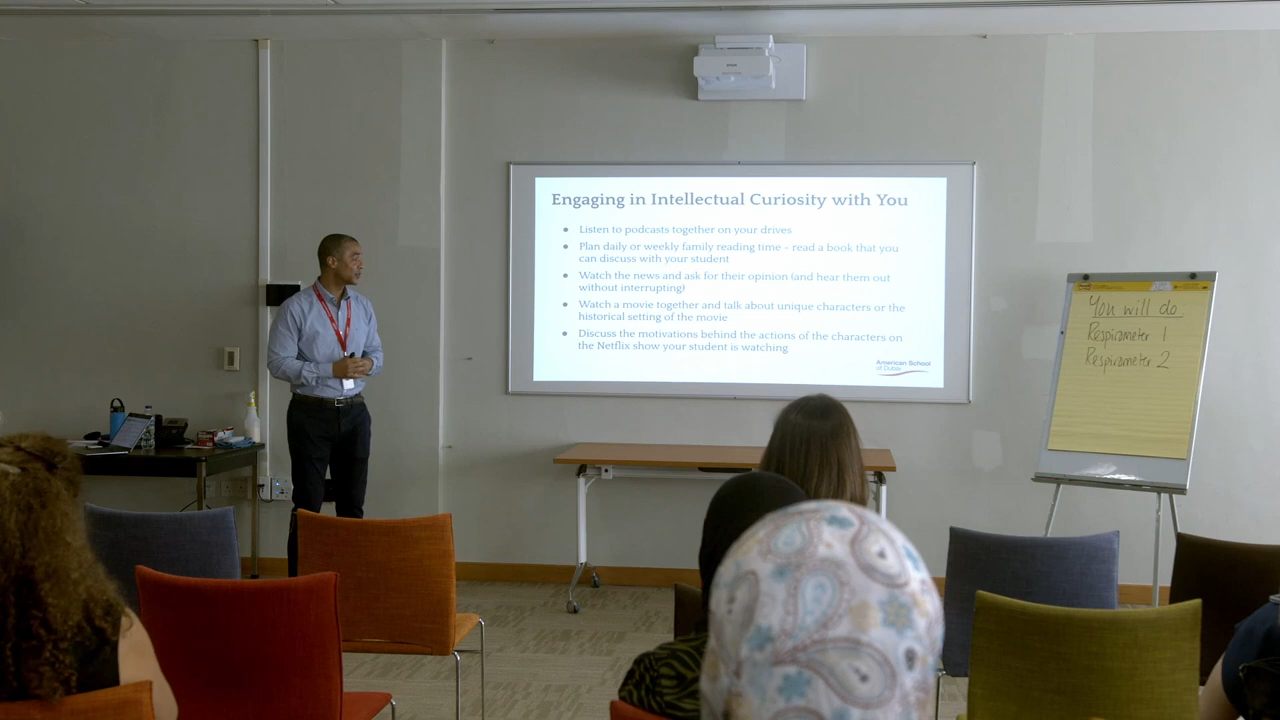 Engaging in Intellectual Curiosity with You
● Listen to podcasts together on your drives
● Plan daily or weekly family reading time - read a book that you
can discuss with your student
● Watch the news and ask for their opinion (and hear them out
without interrupting)
● Watch a movie together and talk about unique characters or the
historical setting of the movie
● Discuss the motivations behind the actions of the characters on
the Netflix show your student is watching
American School
of Dubai
You will do
Respirometer 1
Respirometer 2